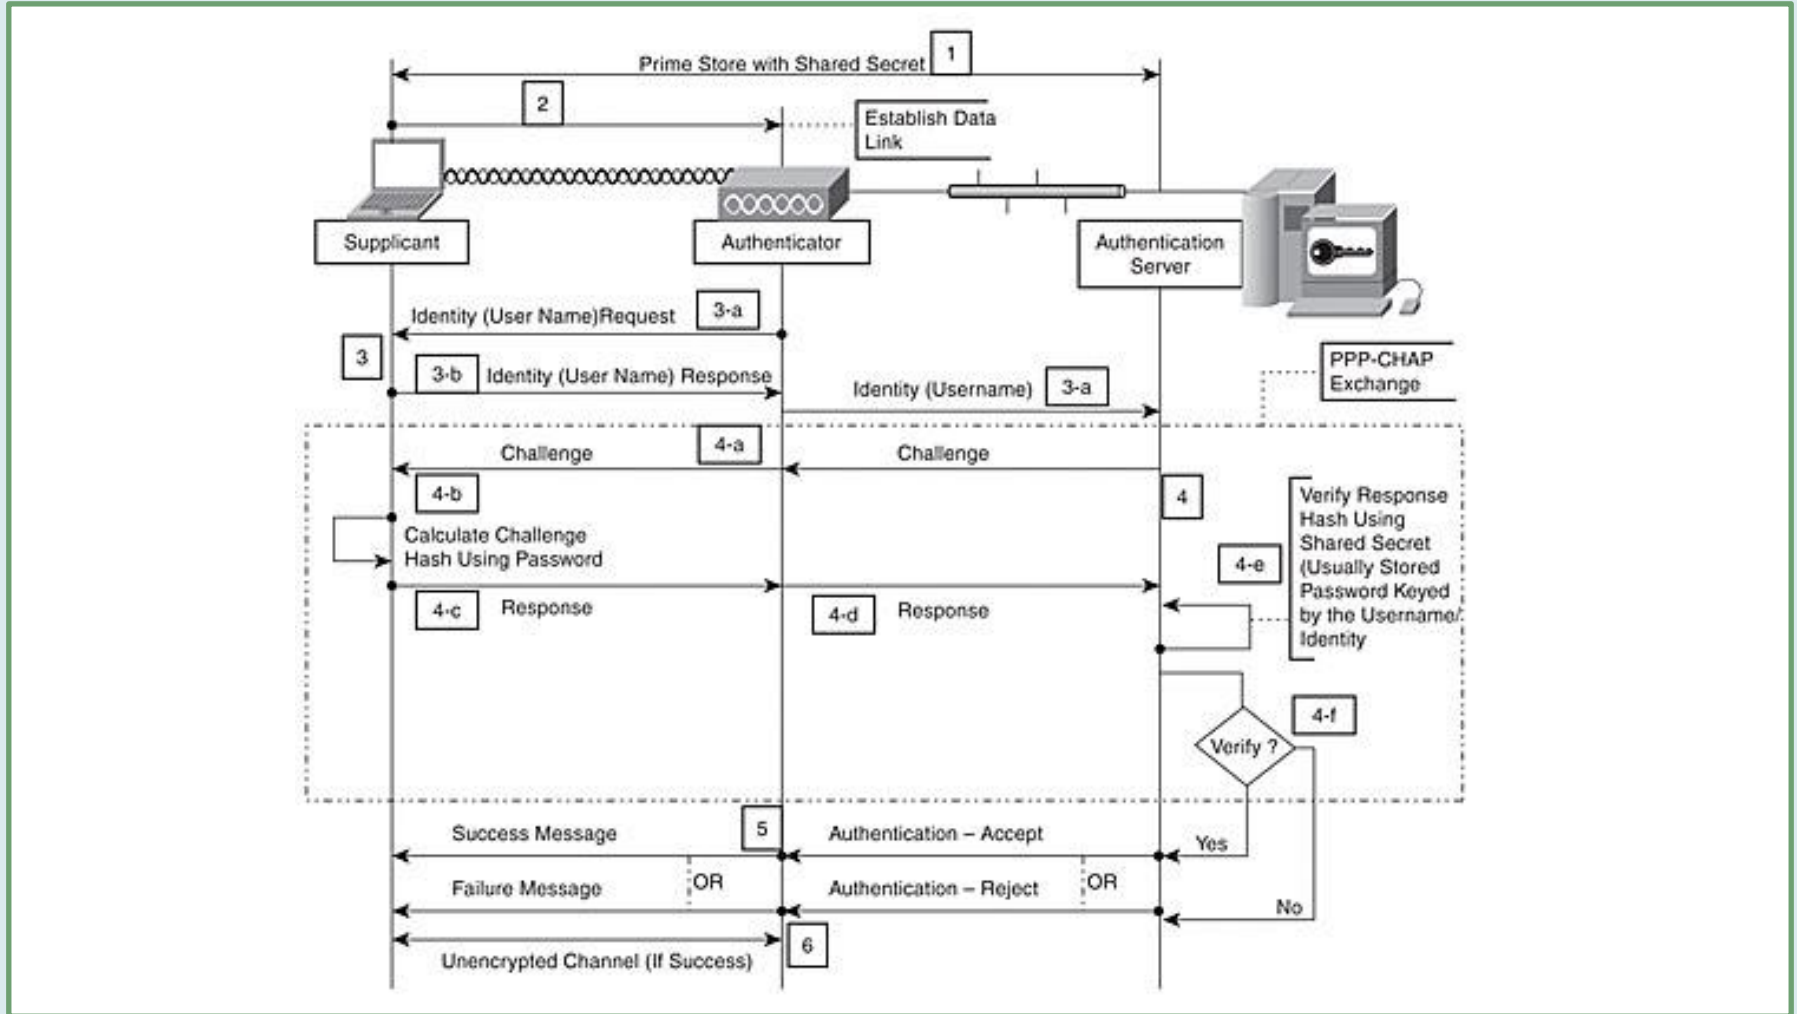 1
Prime Store with Shared Secret
2
Establish Data
Link
Supplicant
Authenticator
Authentication
Server
Identity (User Name)Request
3-a
3
3-b
Identity (User Name) Response
Identity (Username)
3-a
PPP-CHAP
Exchange
Challenge
4-a
Challenge
4-b
4
Calculate Challenge
Hash Using Password
Verify Response
Hash Using
Shared Secret
(Usually Stored
Password Keyed
by the Username/
Identity
4-e
4-c
Response
4-d
Response
4-f
Verify ?
Success Message
5
Authentication – Accept
Yes
Failure Message
OR
Authentication – Reject
OR
No
6
Unencrypted Channel (If Success)